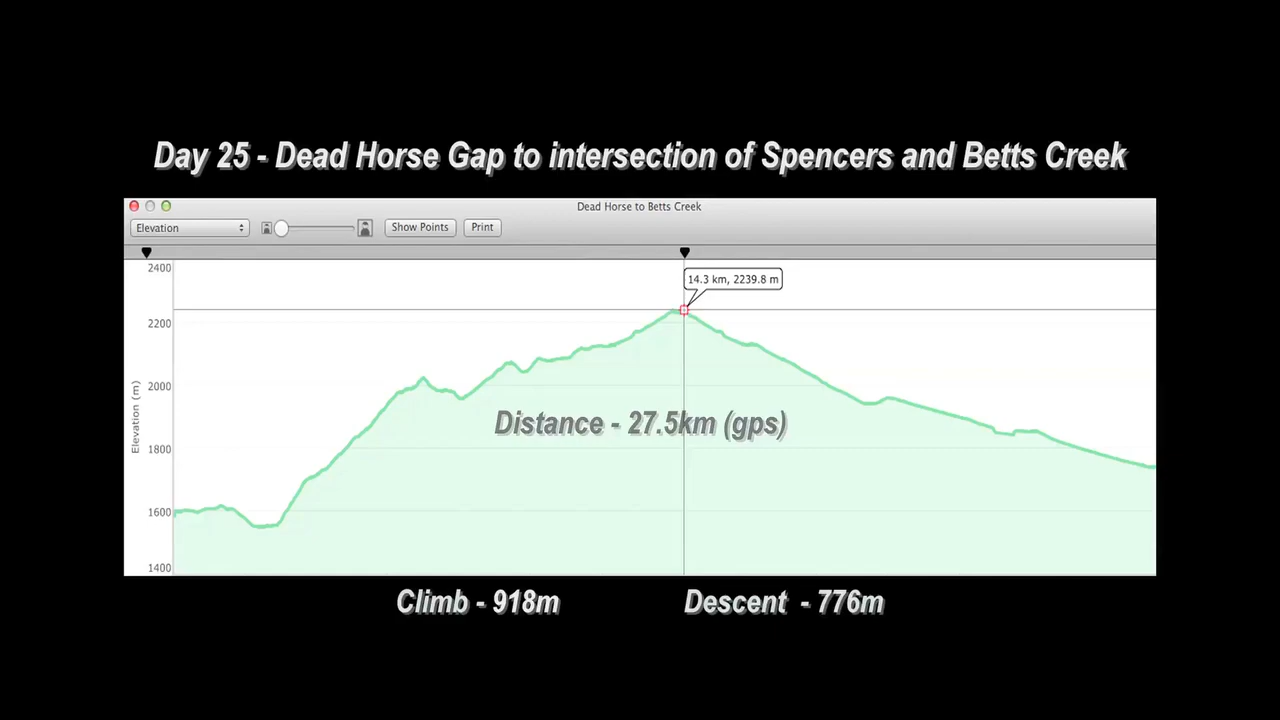 Day 25 - Dead Horse Gap to intersection of Spencers and Betts Creek
Dead Horse to Betts Creek
Elevation
Show Points
Print
14.3 km, 2239.8 m
2400
2200
2000
1800
1600
1400
Elevation (m)
Distance - 27.5km (gps)
Climb - 918m
Descent - 776m